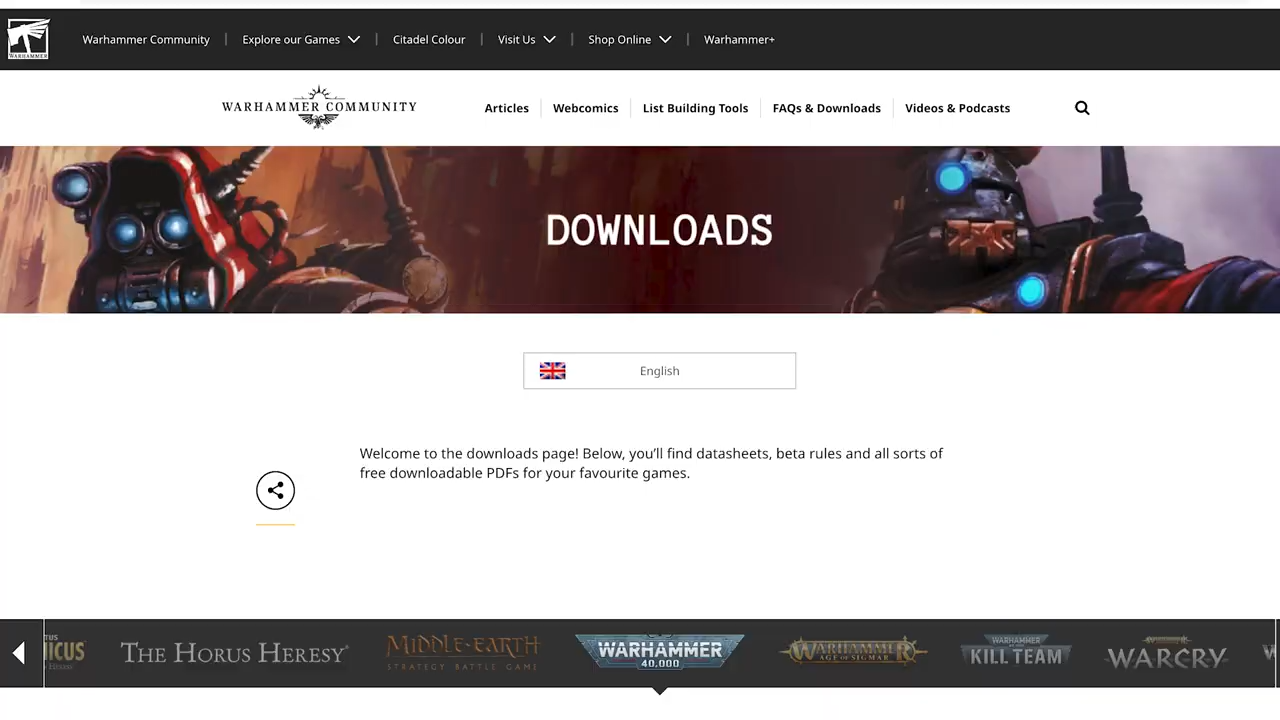 WARHAMMER
Warhammer Community
Explore our Games
Citadel Colour
Visit Us
Shop Online
Warhammer+
WARHAMMER COMMUNITY
Articles
Webcomics
List Building Tools
FAQs & Downloads
Videos & Podcasts
DOWNLOADS
English
Welcome to the downloads page! Below, you'll find datasheets, beta rules and all sorts of
free downloadable PDFs for your favourite games.
THE HORUS HERESY
MIDDLE-EARTH
STRATEGY BATTLE GAME
WARHAMMER
40,000
WARHAMMER
AGE OF SIGMAR
WARHAMMER
KILL TEAM
WARCRY